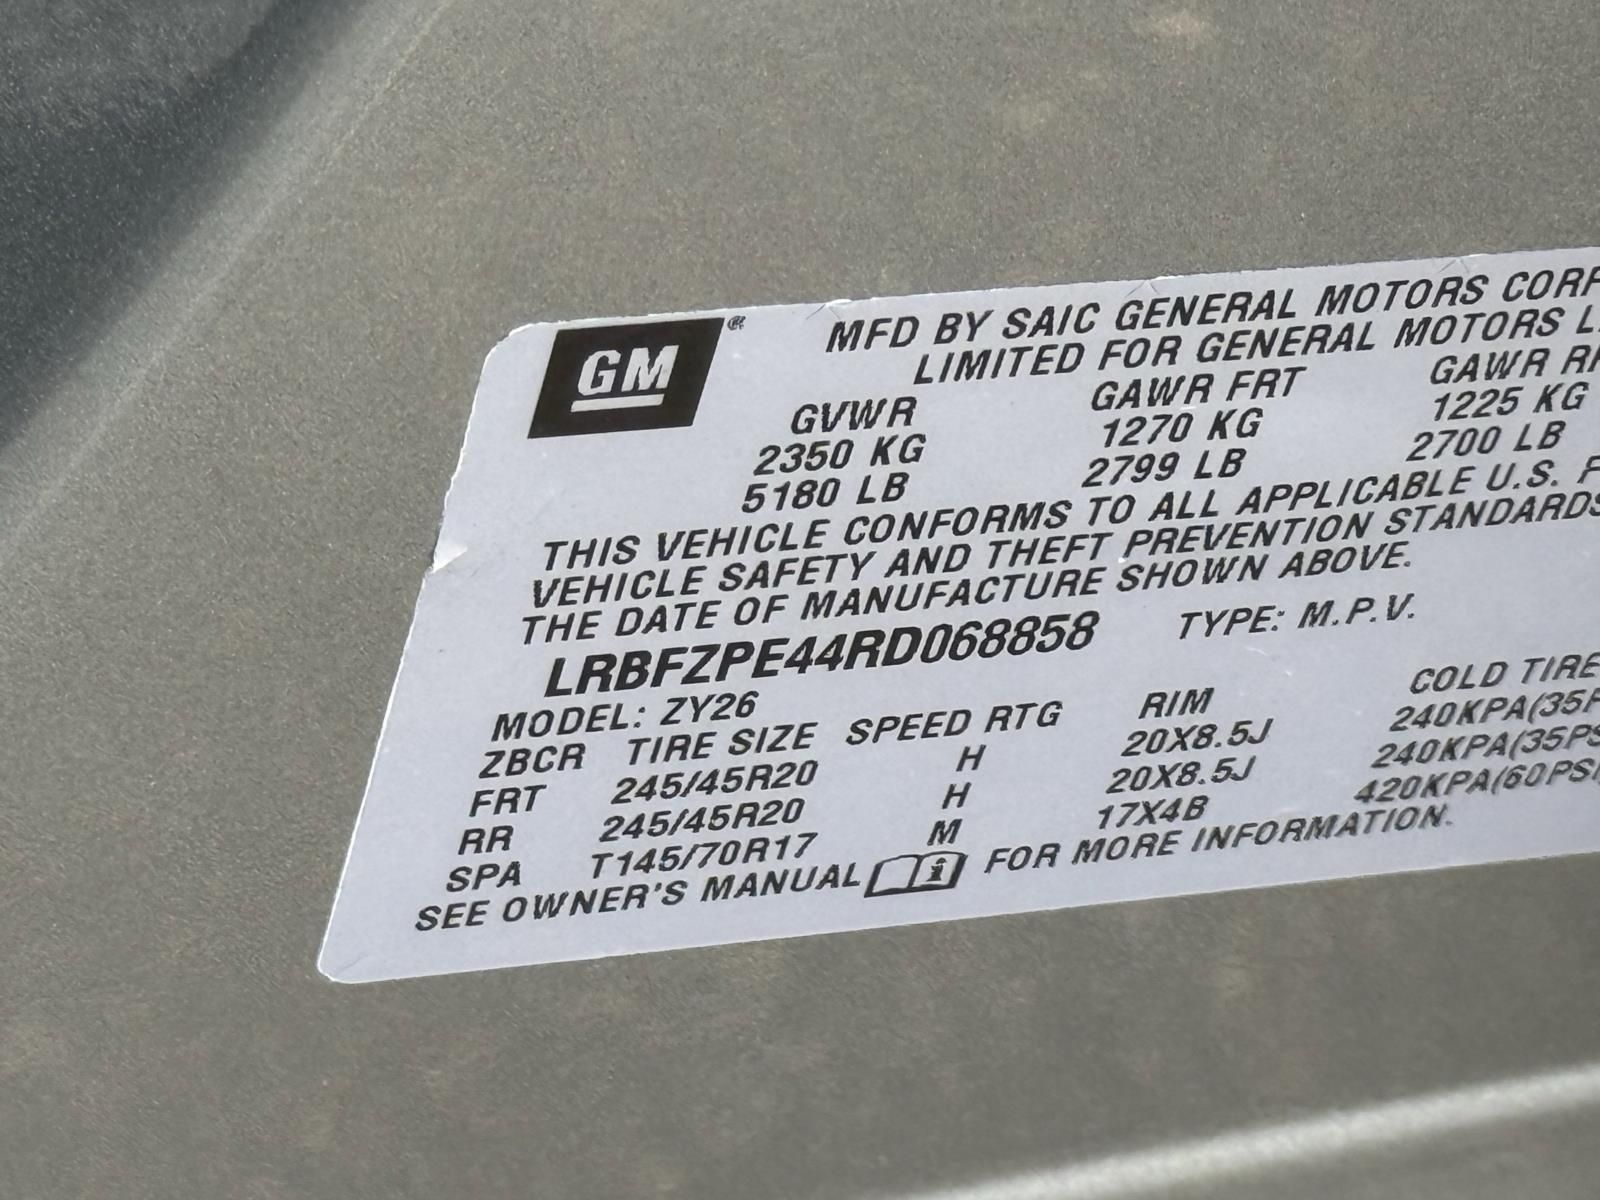 GM ® MFD BY SAIC GENERAL MOTORS CORP
LIMITED FOR GENERAL MOTORS
GVWR GAWR FRT GAWR
2350 KG 1270 KG 1225 KG
5180 LB 2799 LB 2700 LB
THIS VEHICLE CONFORMS TO ALL APPLICABLE U.S. F
VEHICLE SAFETY AND THEFT PREVENTION STANDARDS
THE DATE OF MANUFACTURE SHOWN ABOVE.
LRBFZPE44RD068858 TYPE: M.P.V.
MODEL: ZY26
ZBCR TIRE SIZE SPEED RTG RIM COLD TIRE
FRT 245/45R20 H 20X8.5J 240KPA(35P
RR 245/45R20 H 20X8.5J 240KPA(35PS
SPA T145/70R17 M 17X4B 420KPA(60PSI
SEE OWNER'S MANUAL FOR MORE INFORMATION.